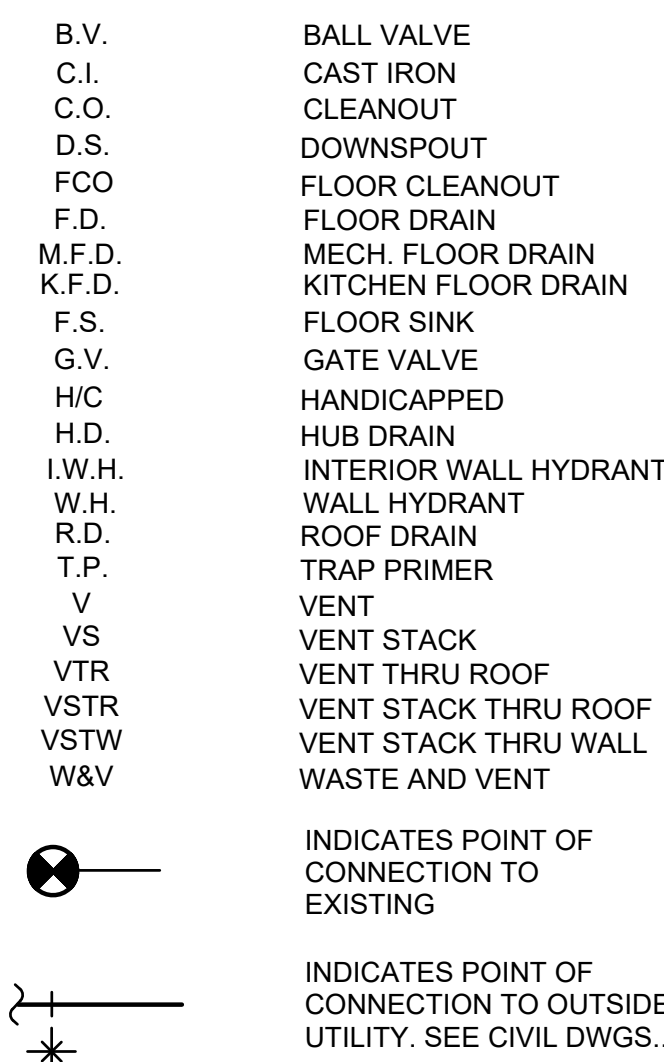 B.V. BALL VALVE
C.I. CAST IRON
C.O. CLEANOUT
D.S. DOWNSPOUT
FCO FLOOR CLEANOUT
F.D. FLOOR DRAIN
M.F.D. MECH. FLOOR DRAIN
K.F.D. KITCHEN FLOOR DRAIN
F.S. FLOOR SINK
G.V. GATE VALVE
H/C HANDICAPPED
H.D. HUB DRAIN
I.W.H. INTERIOR WALL HYDRANT
W.H. WALL HYDRANT
R.D. ROOF DRAIN
T.P. TRAP PRIMER
V VENT
VS VENT STACK
VTR VENT THRU ROOF
VSTR VENT STACK THRU ROOF
VSTW VENT STACK THRU WALL
W&V WASTE AND VENT
INDICATES POINT OF
CONNECTION TO
EXISTING
INDICATES POINT OF
CONNECTION TO OUTSIDE
UTILITY. SEE CIVIL DWGS..